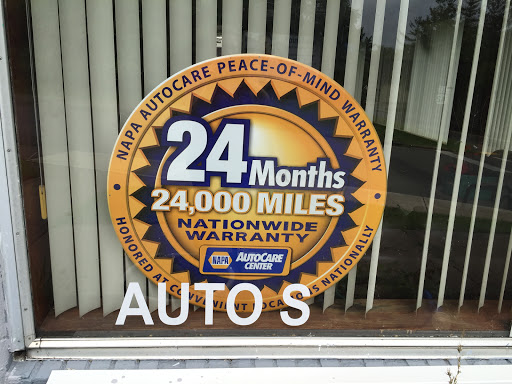 NAPA AUTOCARE PEACE-OF-MIND WARRANTY
24 Months
24,000 MILES
NATIONWIDE
WARRANTY
NAPA AUTOCARE
CENTER
HONORED AT NATIONALLY
AUTO S